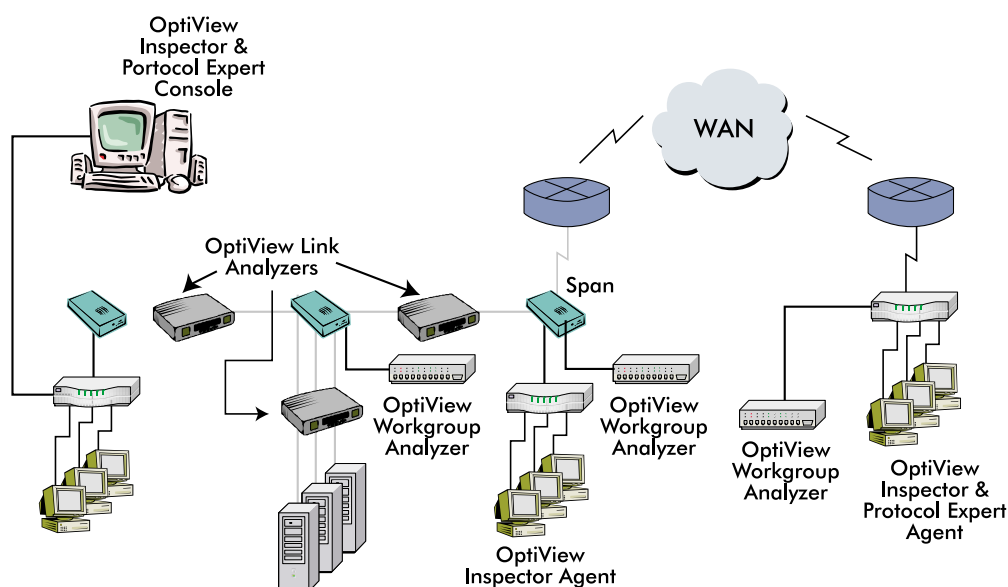 OptiView
Inspector &
Portocol Expert
Console
WAN
OptiView Link
Analyzers
Span
OptiView
Workgroup
Analyzer
OptiView
Workgroup
Analyzer
OptiView
Inspector Agent
OptiView
Workgroup
Analyzer
OptiView
Inspector &
Protocol Expert
Agent